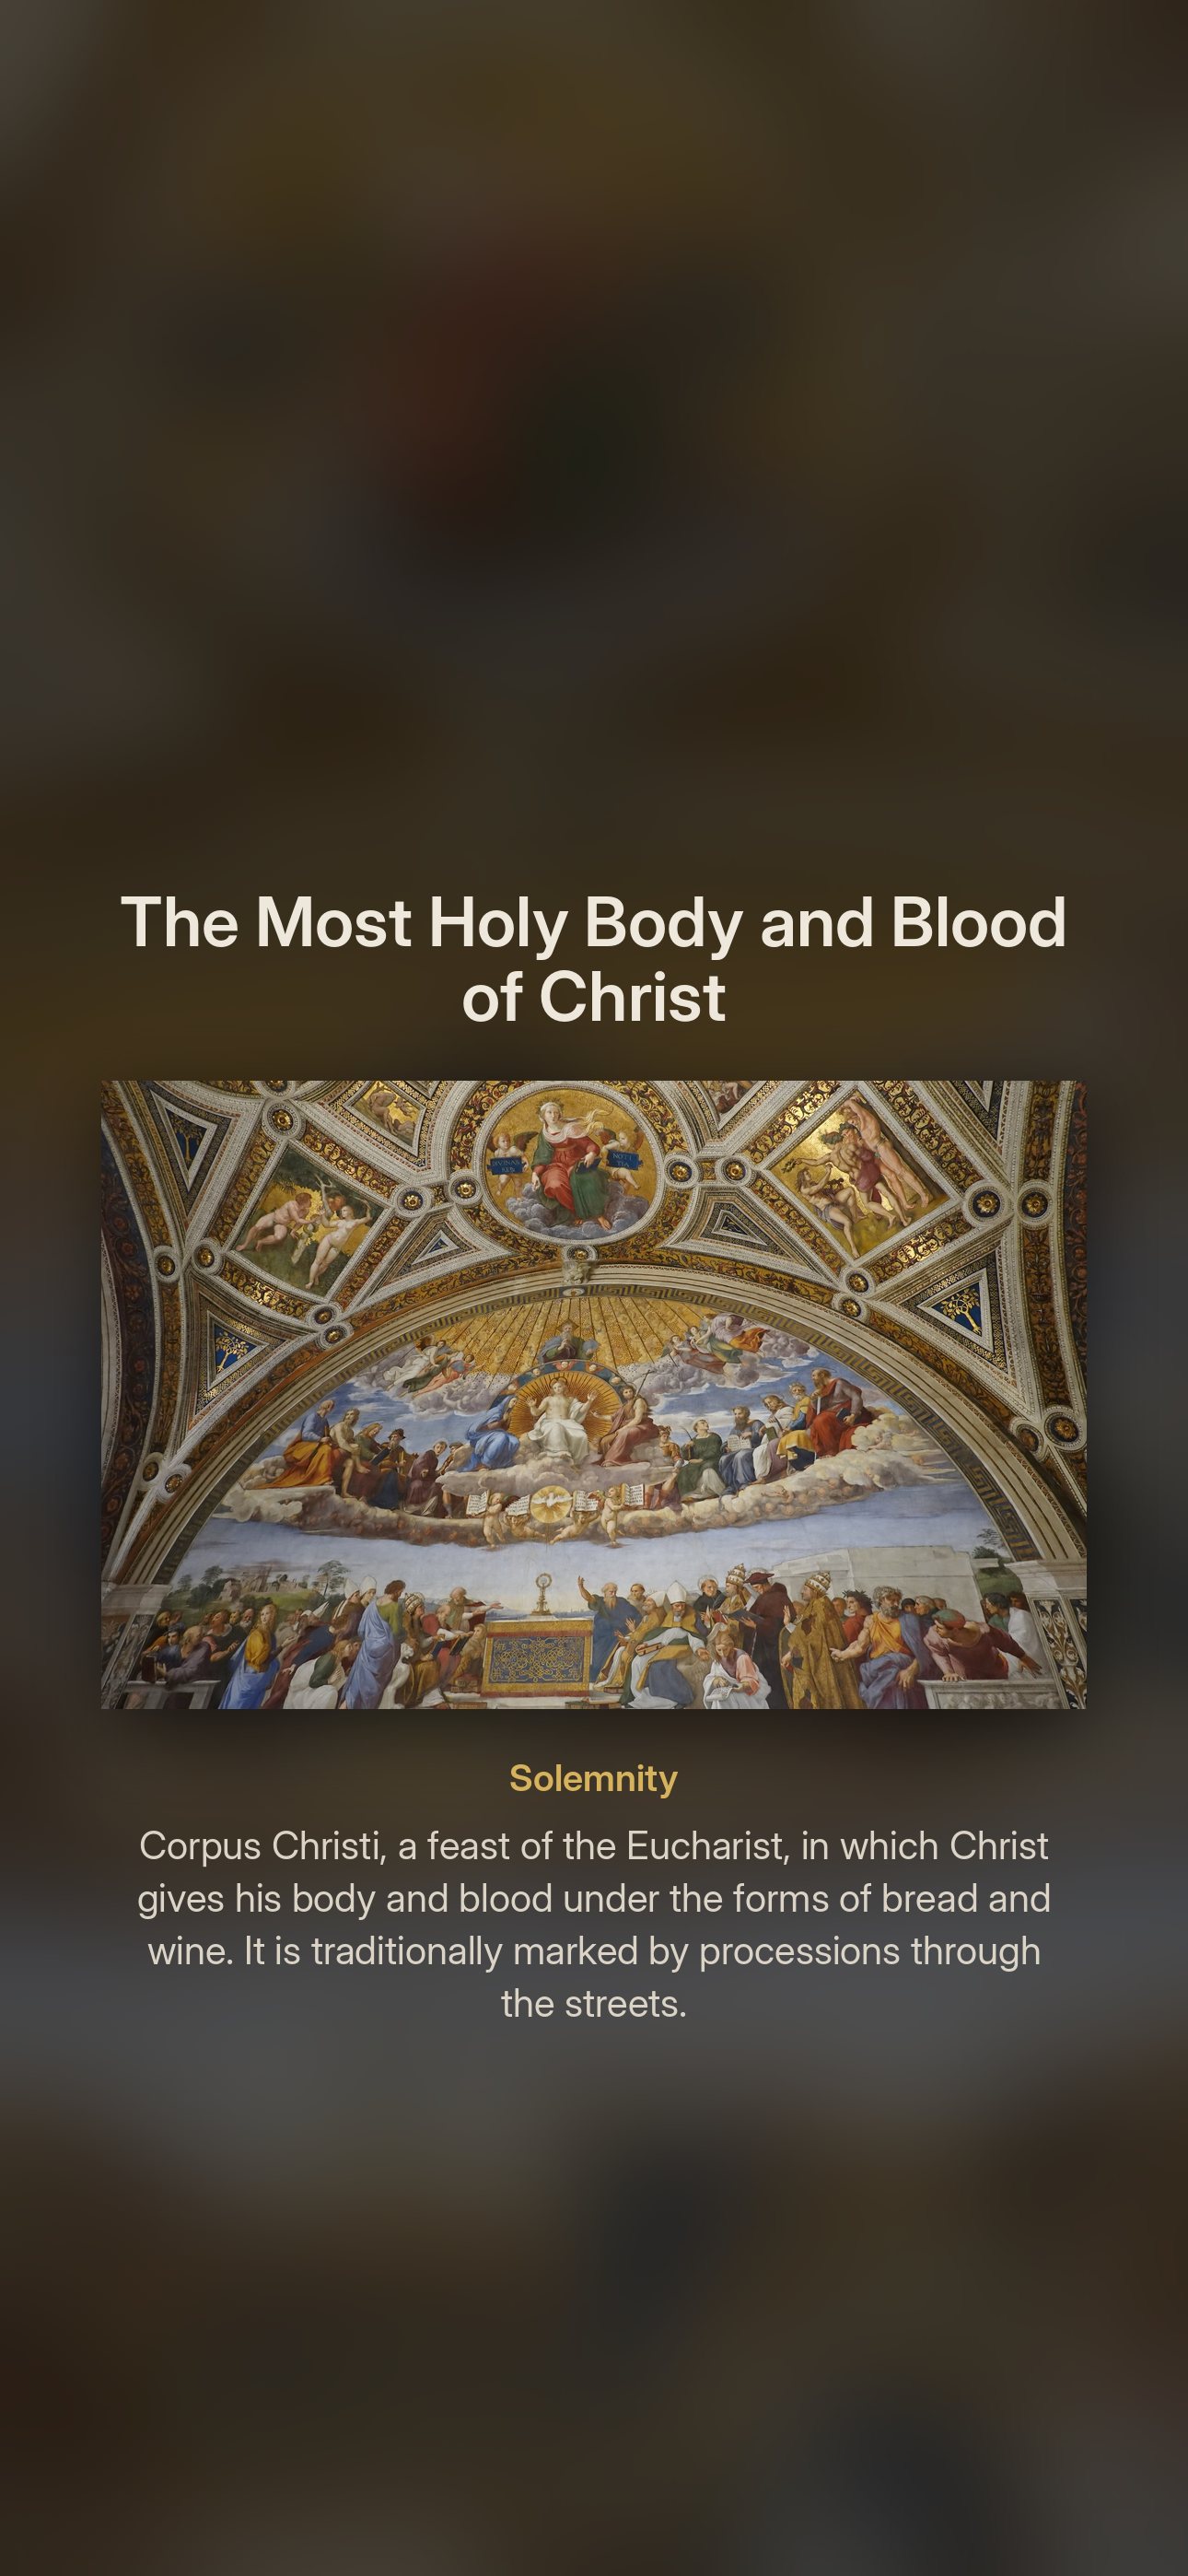 The Most Holy Body and Blood
of Christ
Solemnity
Corpus Christi, a feast of the Eucharist, in which Christ
gives his body and blood under the forms of bread and
wine. It is traditionally marked by processions through
the streets.